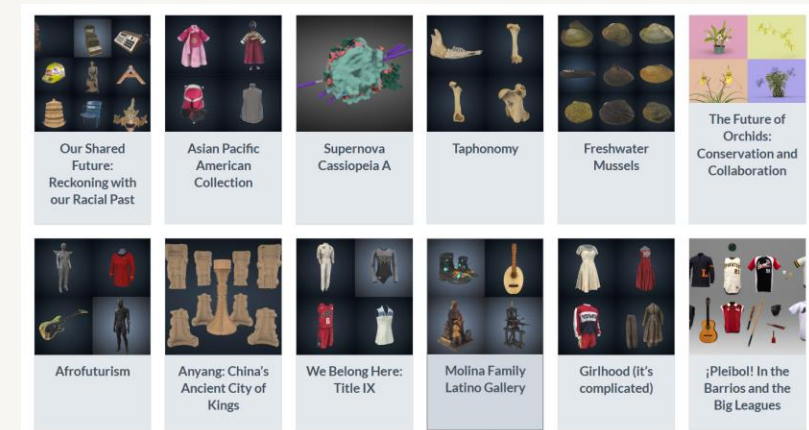 Our Shared
Future:
Reckoning with
our Racial Past
Asian Pacific
American
Collection
Supernova
Cassiopeia A
Taphonomy
Freshwater
Mussels
The Future of
Orchids:
Conservation and
Collaboration
Afrofuturism
Anyang: China's
Ancient City of
Kings
We Belong Here:
Title IX
Molina Family
Latino Gallery
Girlhood (it's
complicated)
¡Pleibol! In the
Barrios and the
Big Leagues